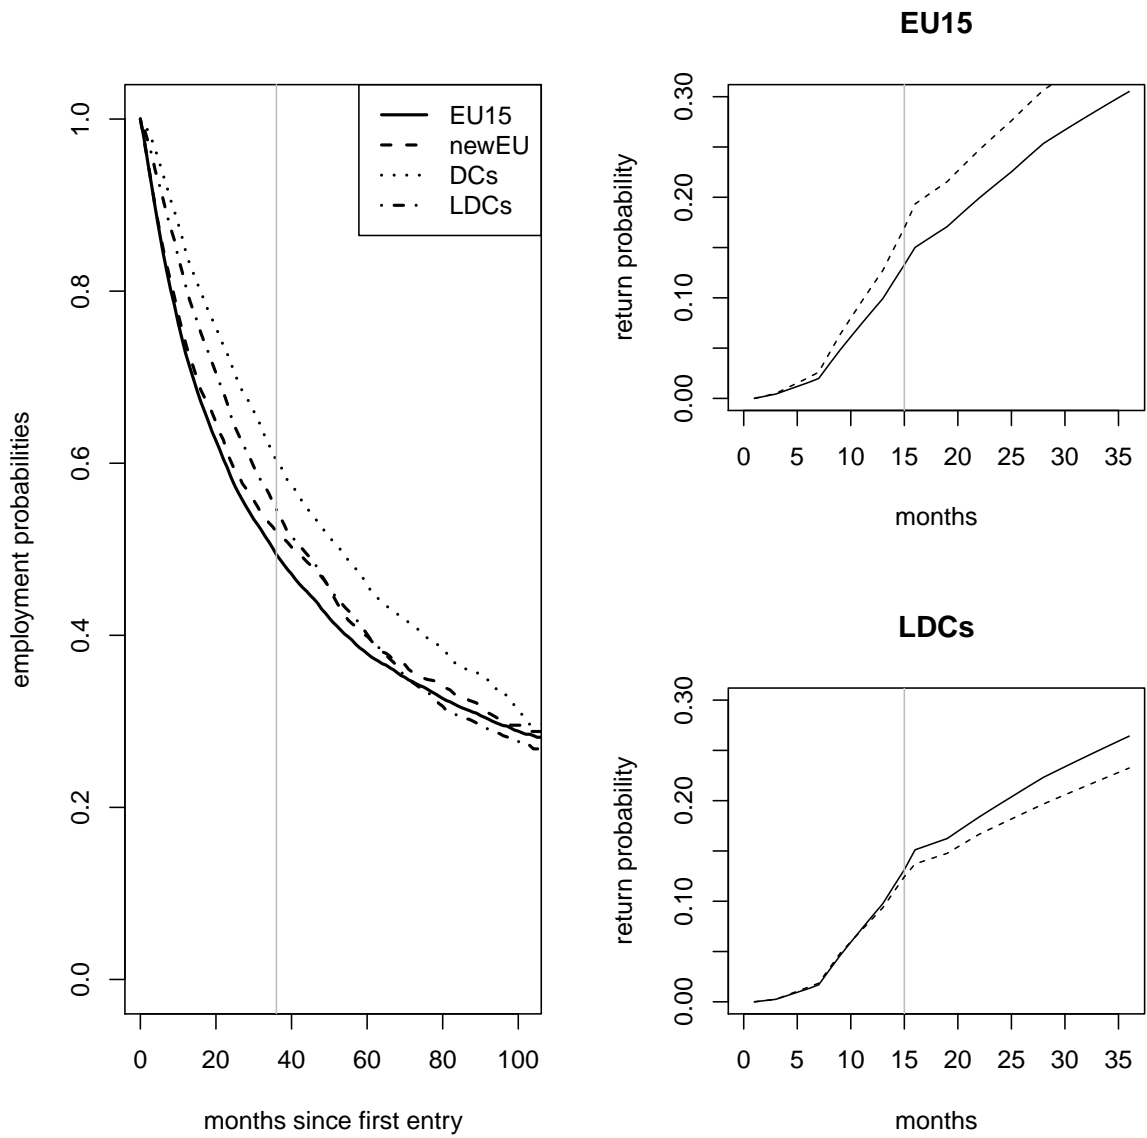 employment probabilities
1.0
0.8
0.6
0.4
0.2
0.0
0 20 40 60 80 100
months since first entry
EU15
newEU
DCs
LDCs
EU15
return probability
0.30
0.20
0.10
0.00
0 5 10 15 20 25 30 35
months
LDCs
return probability
0.30
0.20
0.10
0.00
0 5 10 15 20 25 30 35
months